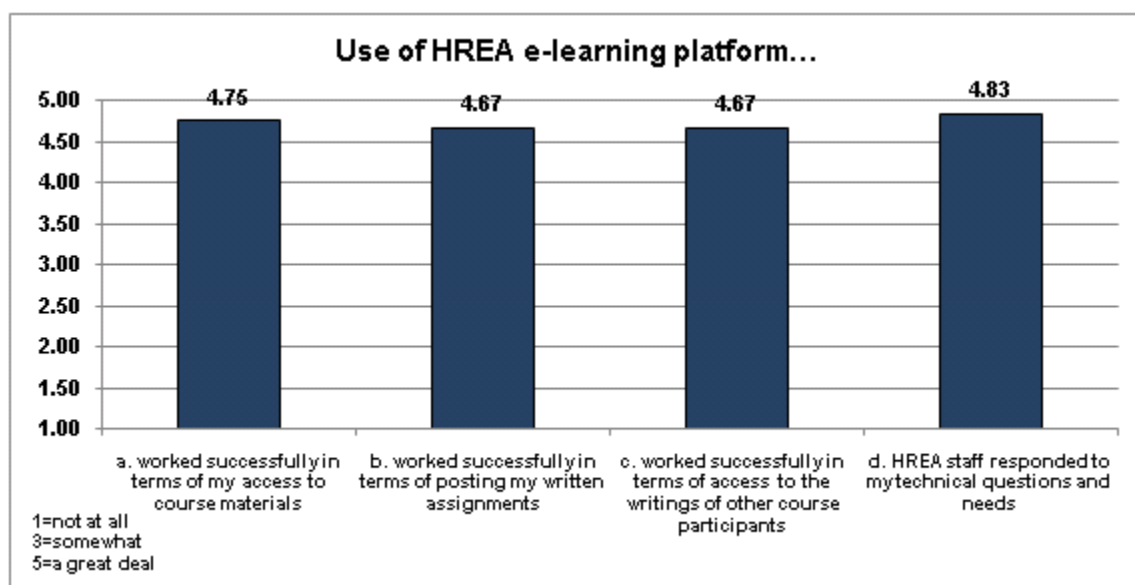 Use of HREA e-learning platform...
4.75
4.67
4.67
4.83
5.00
4.50
4.00
3.50
3.00
2.50
2.00
1.50
1.00
a. worked successfully in
terms of my access to
course materials
b. worked successfully in
terms of posting my written
assignments
c. worked successfully in
terms of access to the
writings of other course
participants
d. HREA staff responded to
my technical questions and
needs
1=not at all
3=somewhat
5=a great deal